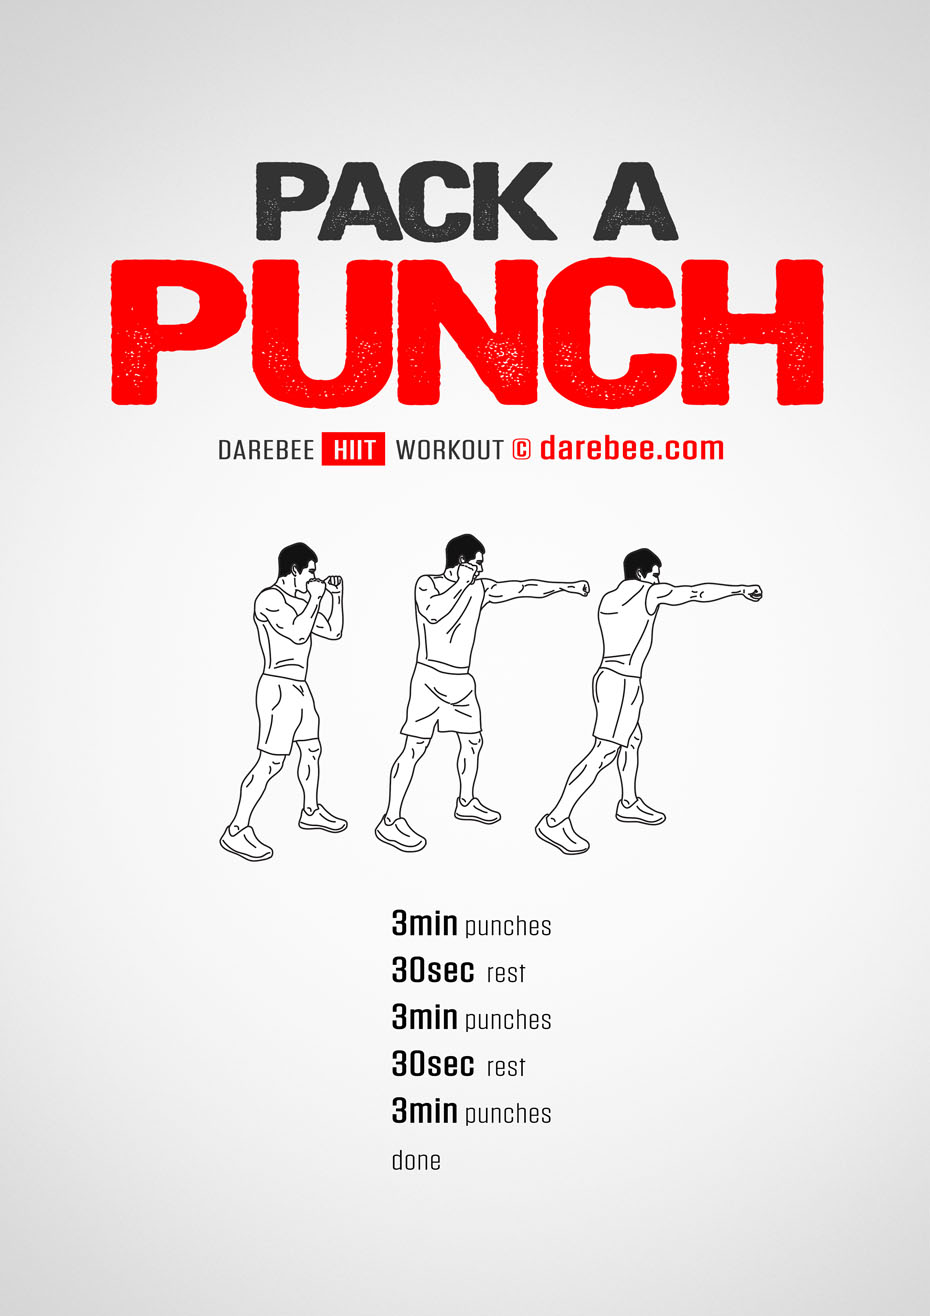 PACK A
PUNCH
DAREBEE HIIT WORKOUT © darebee.com
3min punches
30sec rest
3min punches
30sec rest
3min punches
done